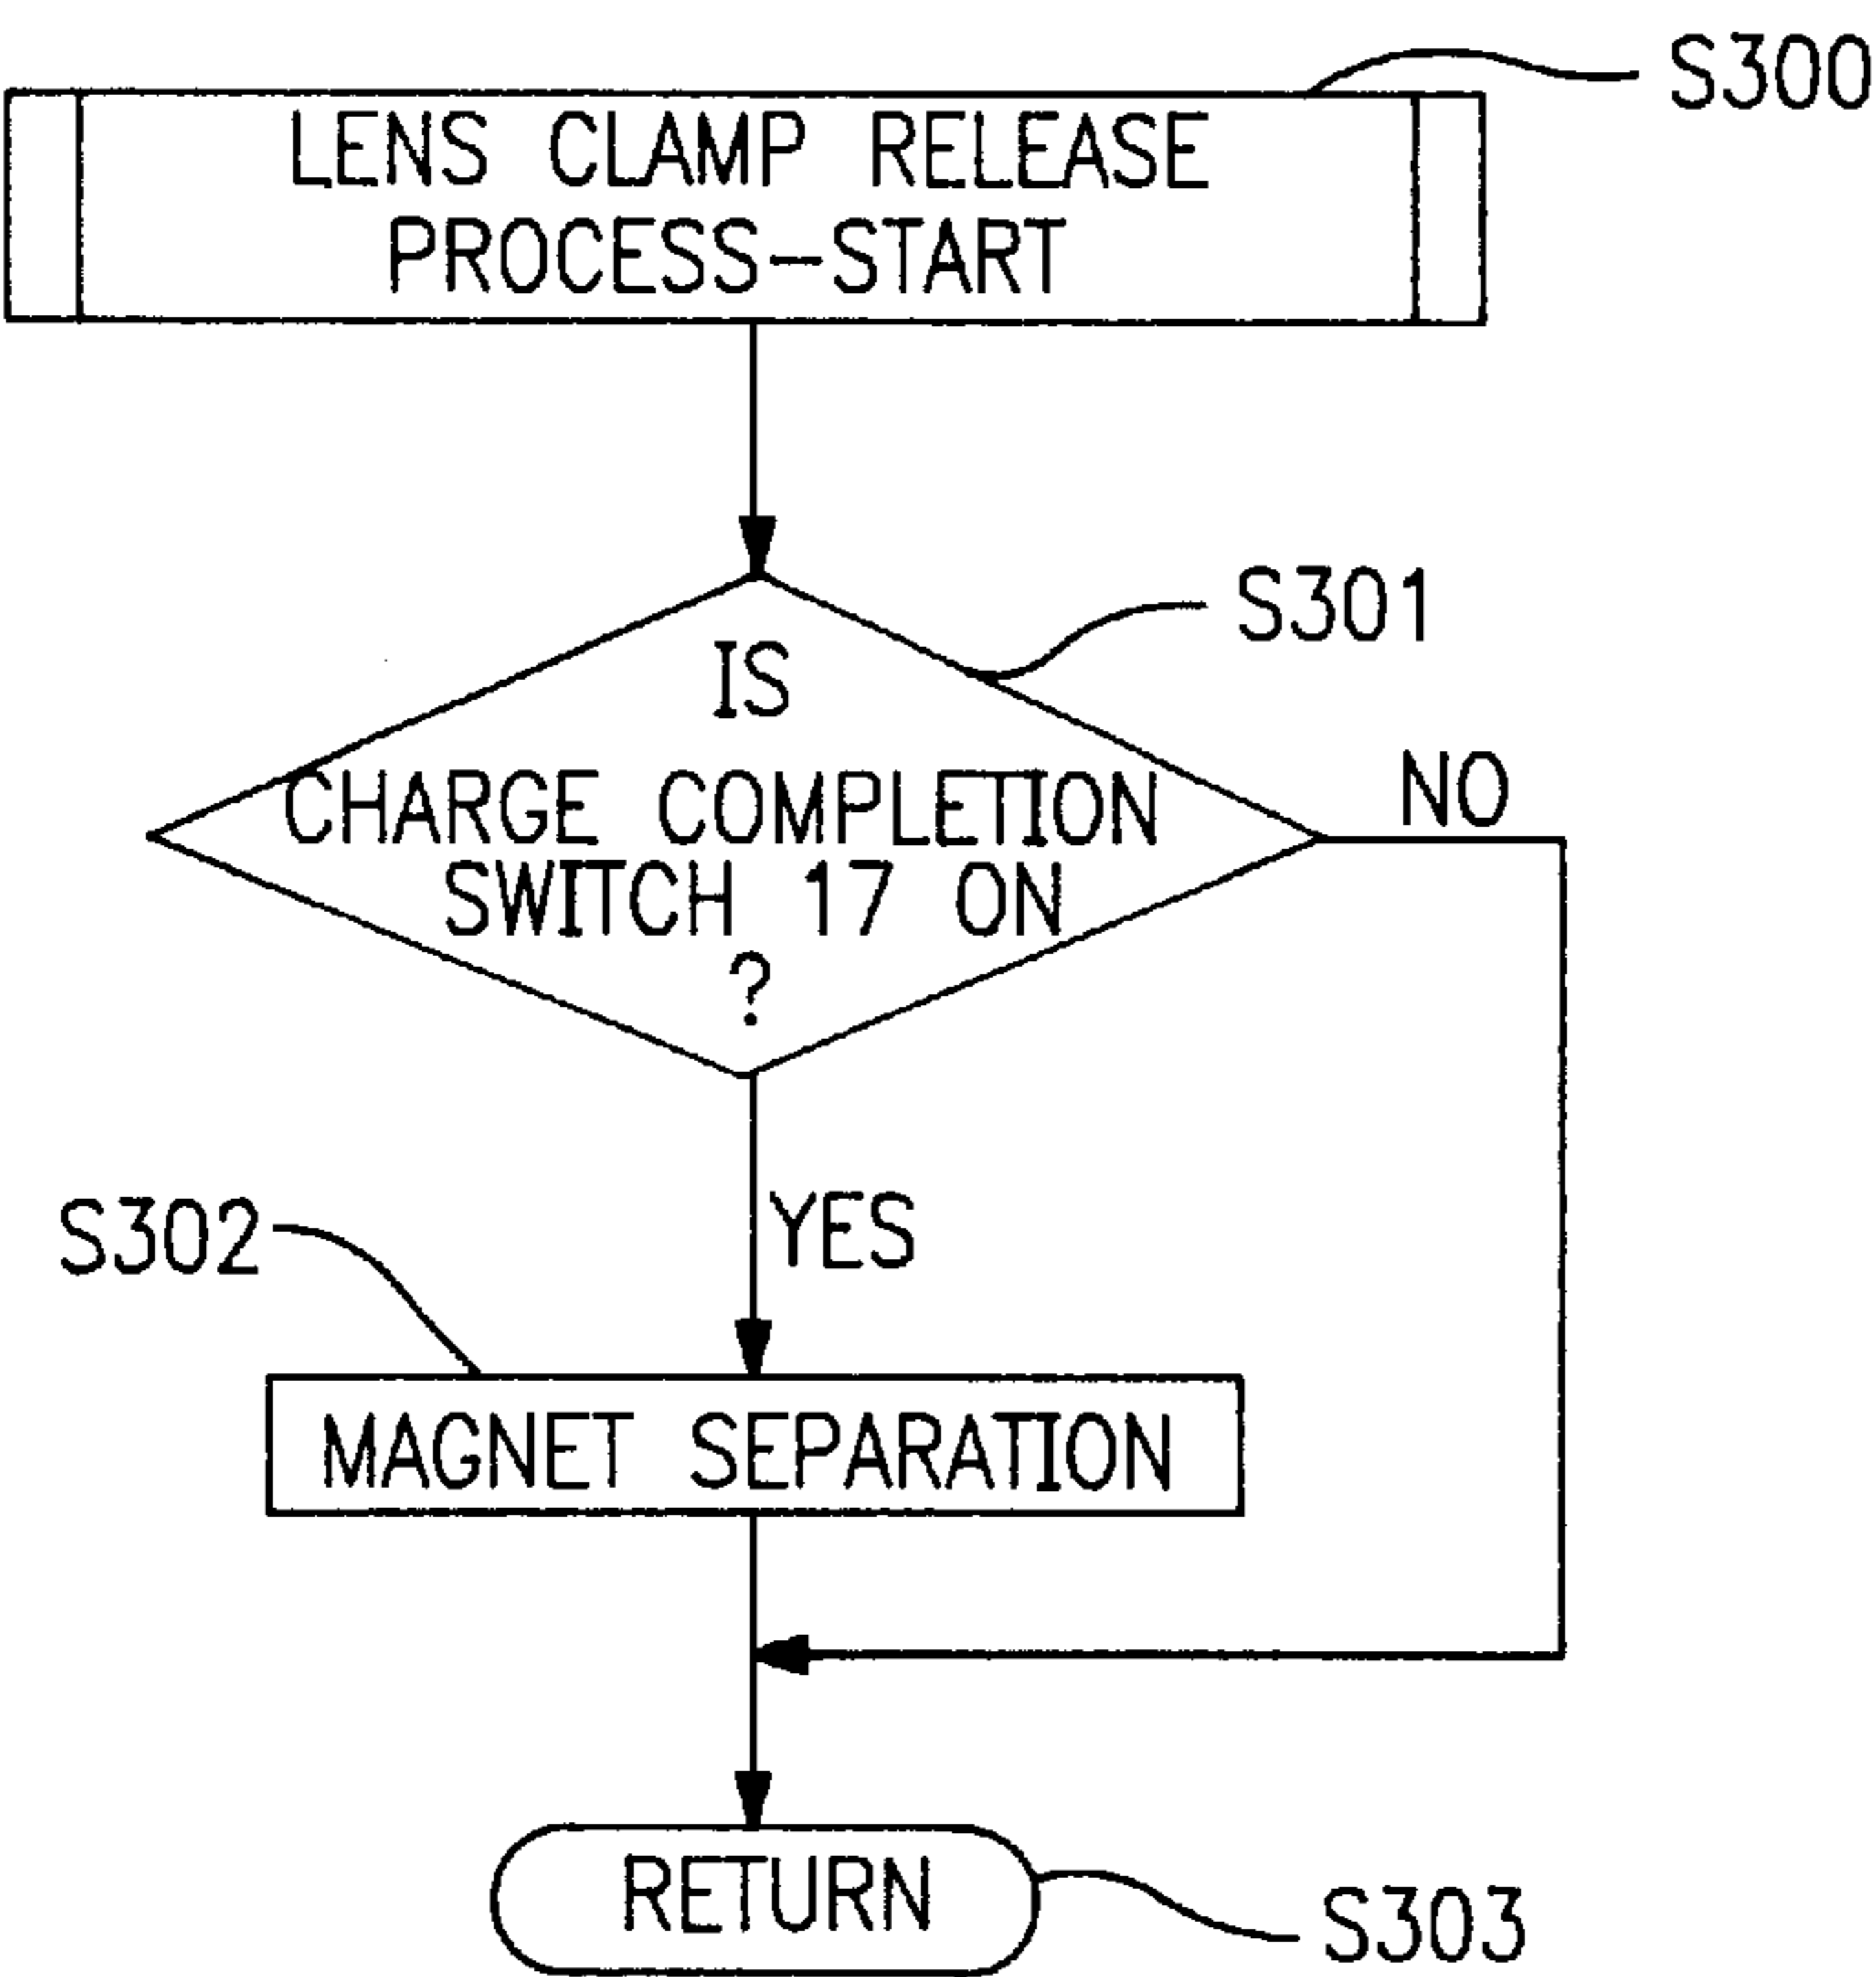 S300
LENS CLAMP RELEASE
PROCESS-START
S301
IS
CHARGE COMPLETION
SWITCH 17 ON
?
NO
YES
S302
MAGNET SEPARATION
RETURN
S303